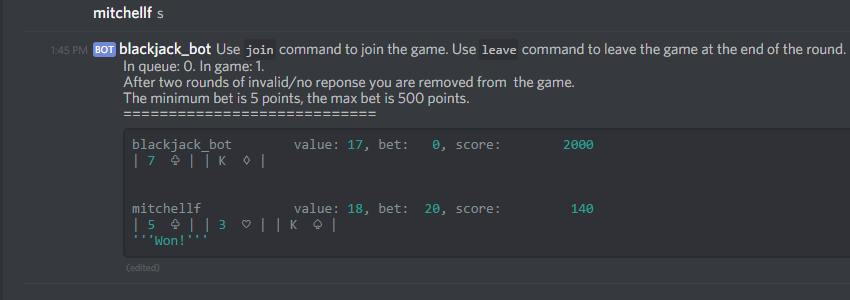 mitchellf s
1:45 PM BOT blackjack_bot Use join command to join the game. Use leave command to leave the game at the end of the round.
In queue: 0. In game: 1.
After two rounds of invalid/no reponse you are removed from  the game.
The minimum bet is 5 points, the max bet is 500 points.
============================
blackjack_bot        value: 17, bet:   0, score:        2000
| 7  ♧ | | K  ♢ |
mitchellf            value: 18, bet:  20, score:         140
| 5  ♧ | | 3  ♡ | | K  ♤ |
'''Won!'''
(edited)